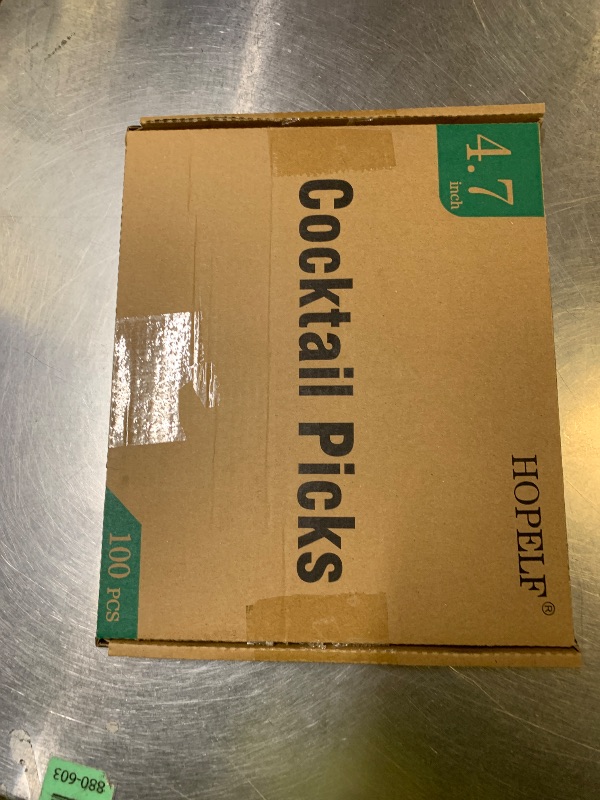 4.7
inch
HOPELF®
Cocktail Picks
100 PCS
880-603